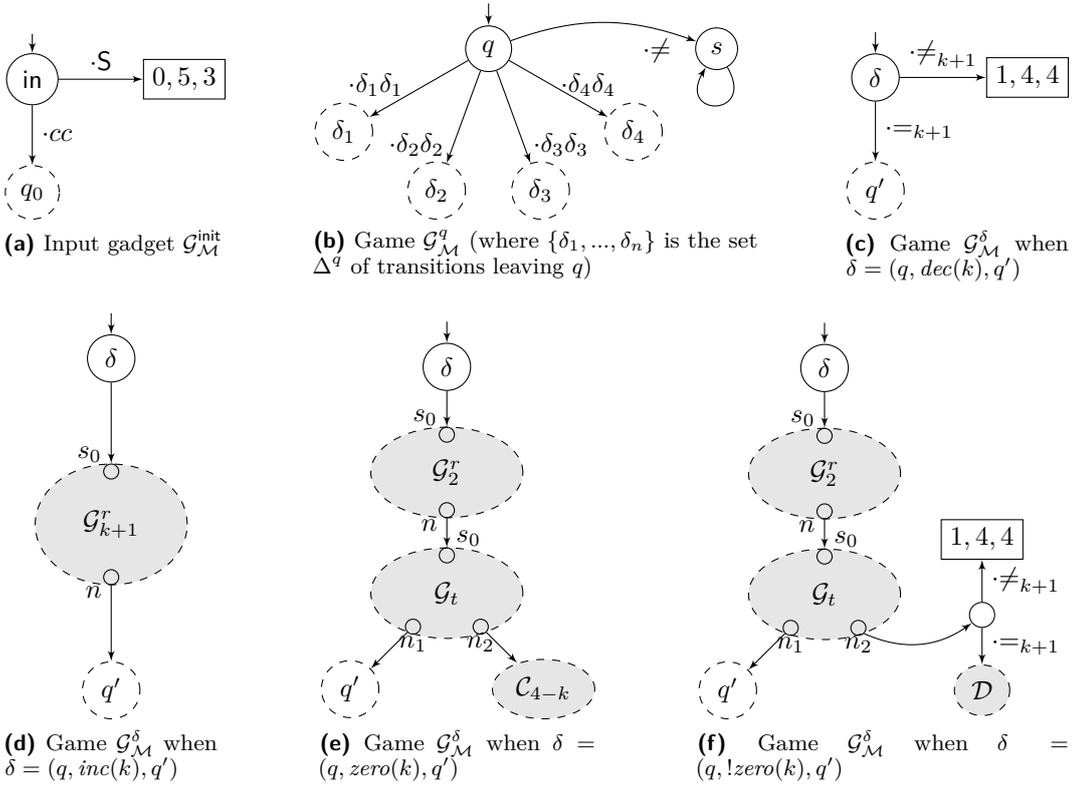 in
·S
0, 5, 3
·cc
q₀
(a) Input gadget 𝒢ᵢₙᵢₜ_ℳ
q
·≠
s
·δ₁δ₁
·δ₂δ₂
·δ₃δ₃
·δ₄δ₄
δ₁
δ₂
δ₃
δ₄
(b) Game 𝒢^q_ℳ (where {δ₁, ..., δₙ} is the set
Δ^q of transitions leaving q)
δ
·≠ₖ₊₁
1, 4, 4
·=ₖ₊₁
q′
(c) Game 𝒢^δ_ℳ when
δ = (q, dec(k), q′)
δ
s₀
𝒢^r_{k+1}
n
q′
(d) Game 𝒢^δ_ℳ when
δ = (q, inc(k), q′)
δ
s₀
𝒢^r_2
n
s₀
𝒢ₜ
n₁ n₂
q′
𝒞₄₋ₖ
(e) Game 𝒢^δ_ℳ when δ =
(q, zero(k), q′)
δ
s₀
𝒢^r_2
n
s₀
𝒢ₜ
n₁ n₂
q′
1, 4, 4
·≠ₖ₊₁
·=ₖ₊₁
𝒟
(f) Game 𝒢^δ_ℳ when δ =
(q, !zero(k), q′)